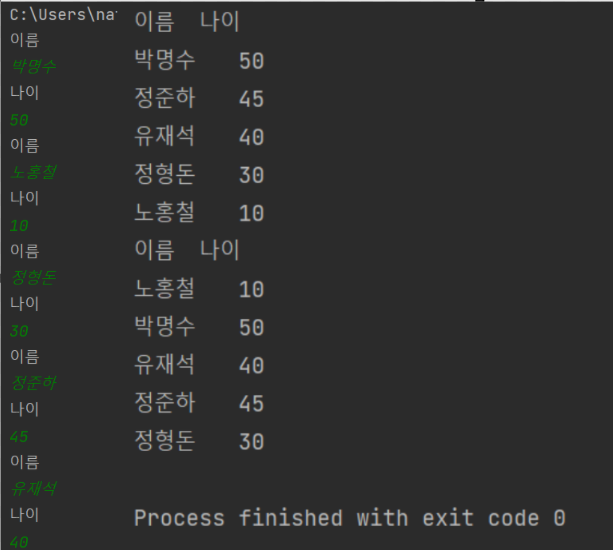 C:\Users\na
이름
박명수
나이
50
이름
노홍철
나이
10
이름
정형돈
나이
30
이름
정준하
나이
45
이름
유재석
나이
40
이름 나이
박명수 50
정준하 45
유재석 40
정형돈 30
노홍철 10
이름 나이
노홍철 10
박명수 50
유재석 40
정준하 45
정형돈 30
Process finished with exit code 0